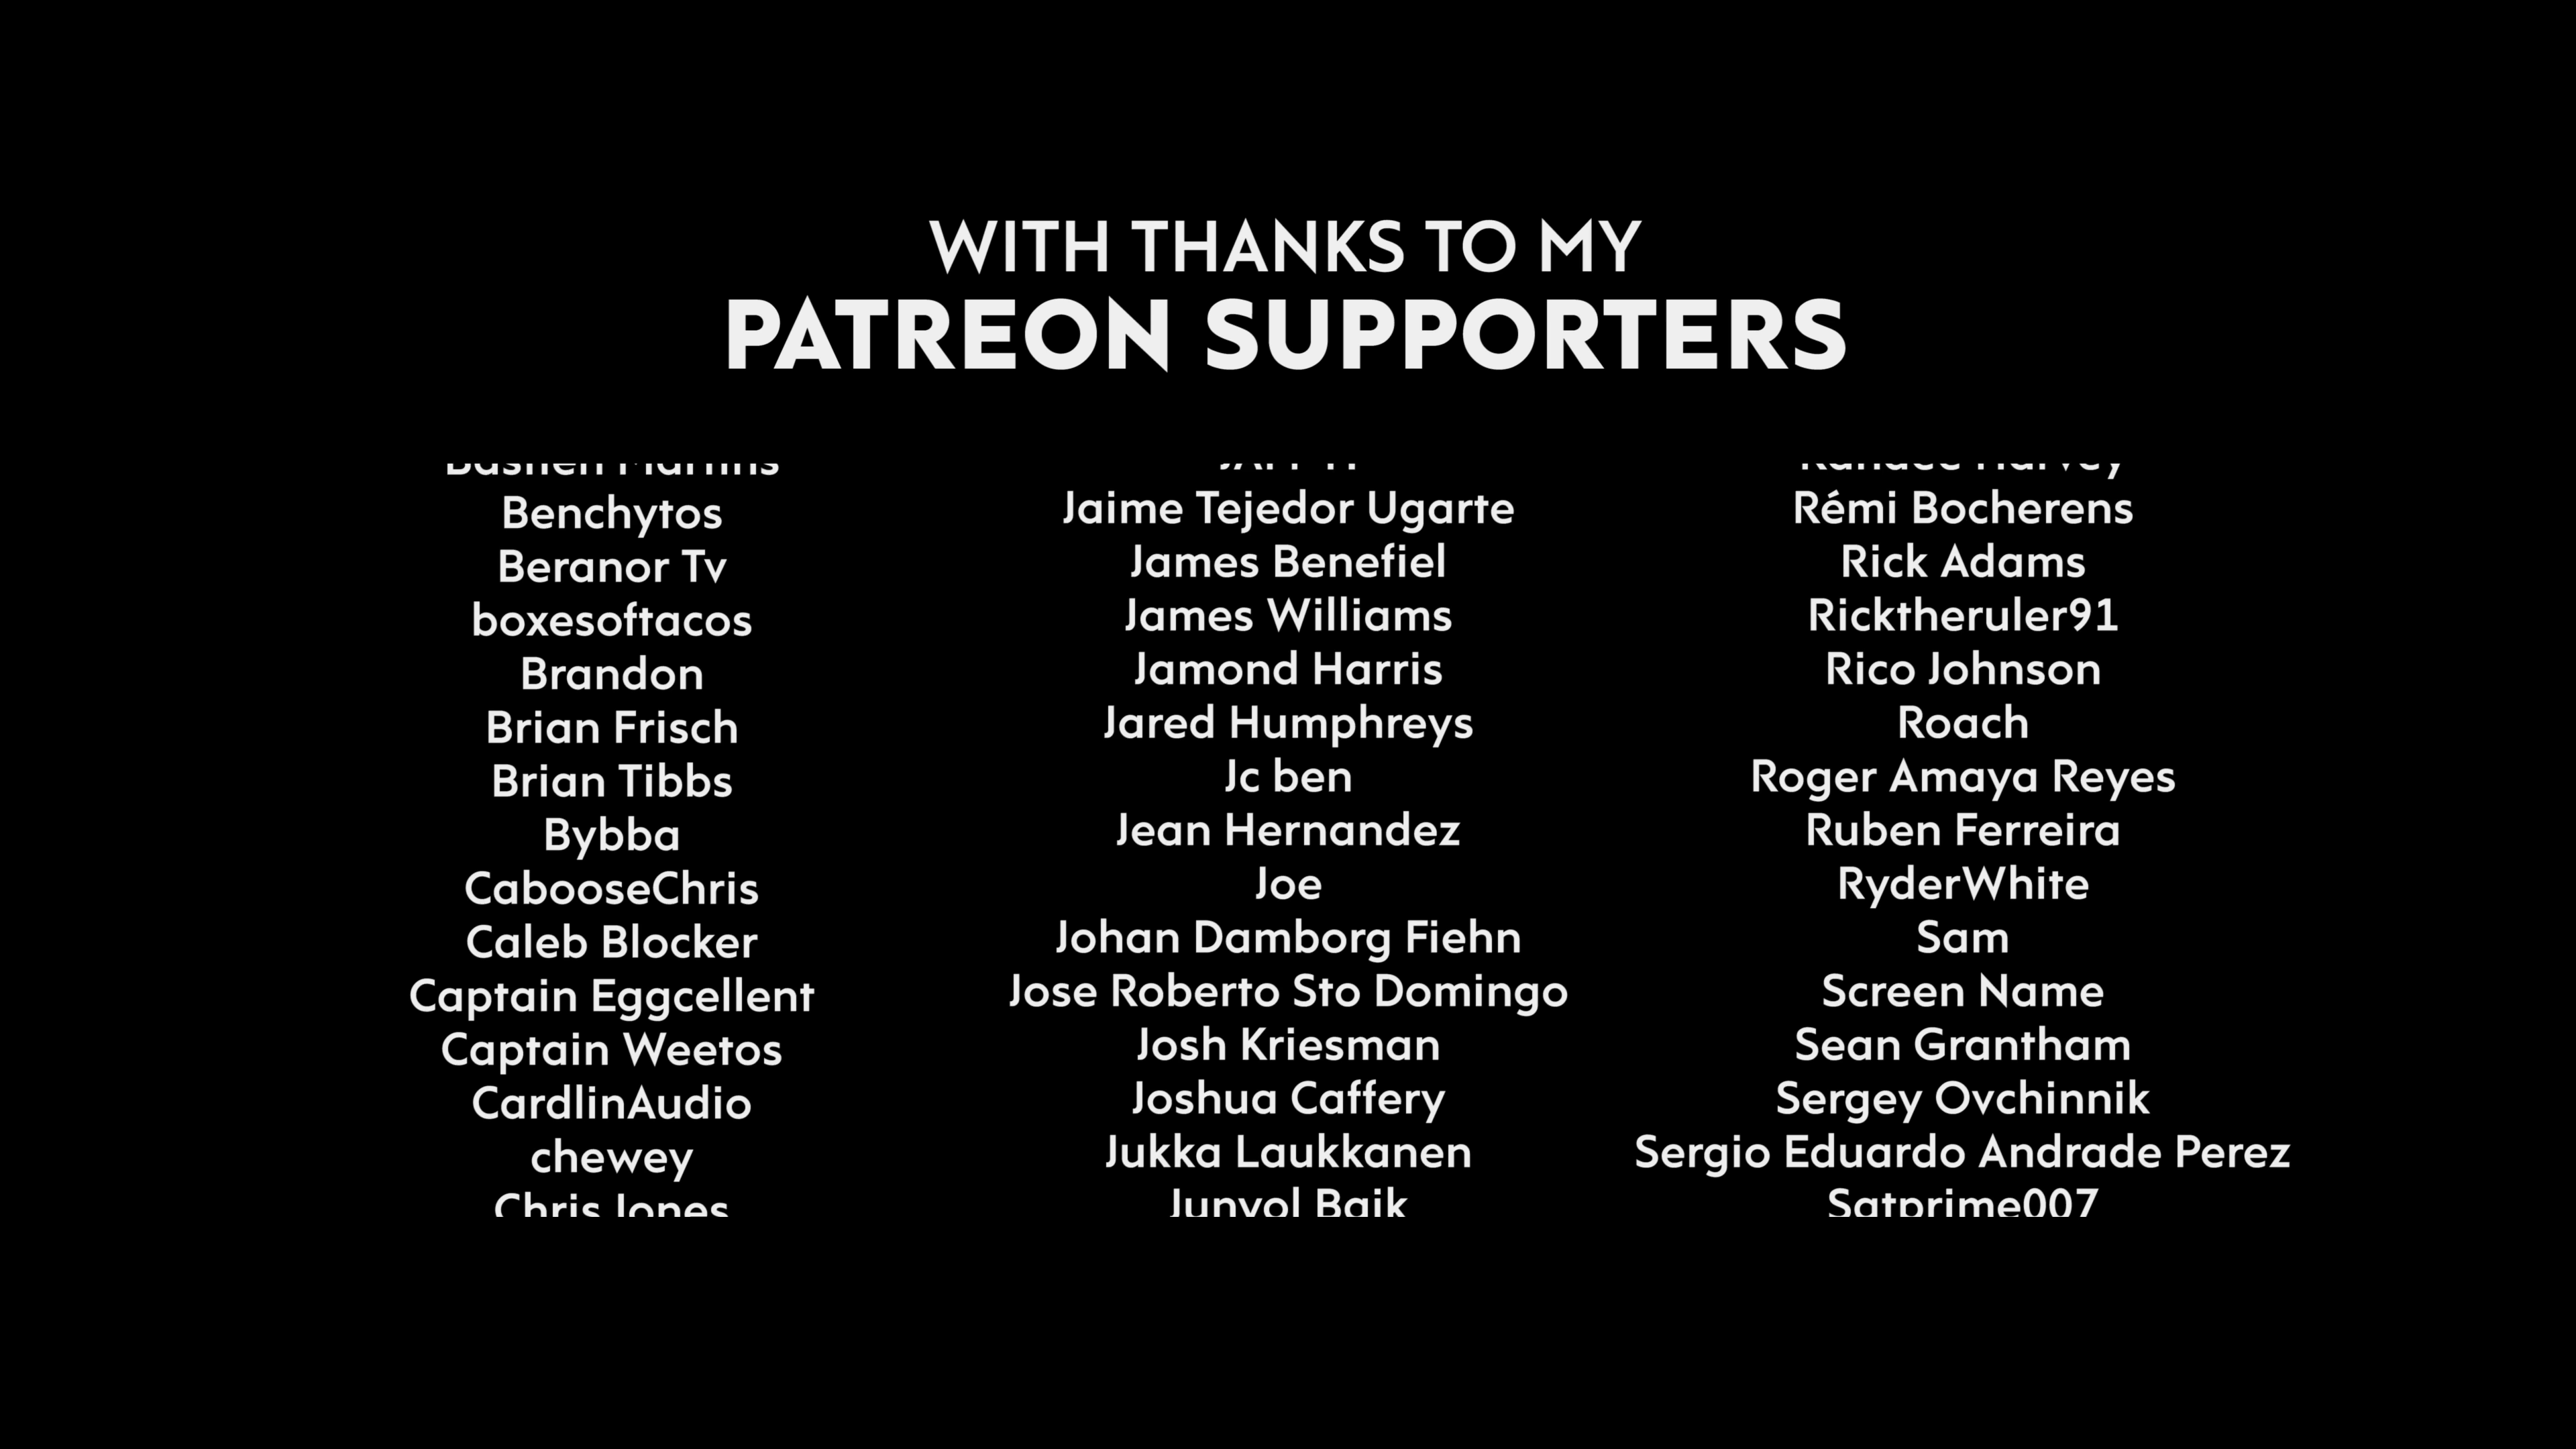 WITH THANKS TO MY
PATREON SUPPORTERS
Bastien Martins
Benchytos
Beranor Tv
boxesoftacos
Brandon
Brian Frisch
Brian Tibbs
Bybba
CabooseChris
Caleb Blocker
Captain Eggcellent
Captain Weetos
CardlinAudio
chewey
Chris Jones
Jaime Tejedor Ugarte
James Benefiel
James Williams
Jamond Harris
Jared Humphreys
Jc ben
Jean Hernandez
Joe
Johan Damborg Fiehn
Jose Roberto Sto Domingo
Josh Kriesman
Joshua Caffery
Jukka Laukkanen
Junyol Baik
Harvey
Rémi Bocherens
Rick Adams
Ricktheruler91
Rico Johnson
Roach
Roger Amaya Reyes
Ruben Ferreira
RyderWhite
Sam
Screen Name
Sean Grantham
Sergey Ovchinnik
Sergio Eduardo Andrade Perez
Satprime007